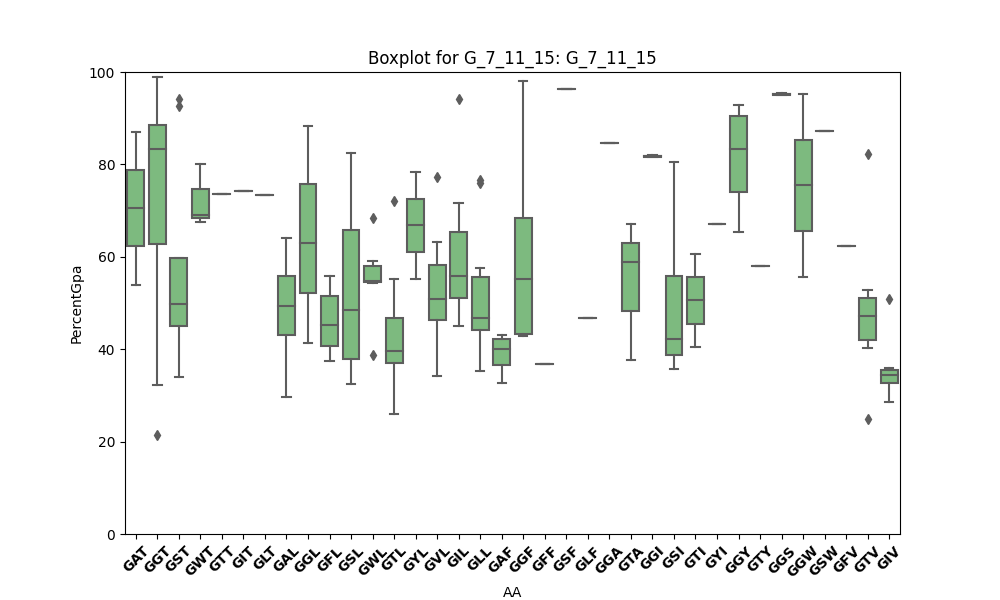 Boxplot for G_7_11_15: G_7_11_15
100
80
60
40
20
0
PercentGpa
GAT GGT GST GWT GTT GIT GLT GAL GGL GFL GSL GWL GTL GYL GVL GIL GLL GAF GGF GFF GSF GLF GGA GTA GGI GSI GTI GYI GGY GTY GGS GGW GSW GFV GTV GIV
AA